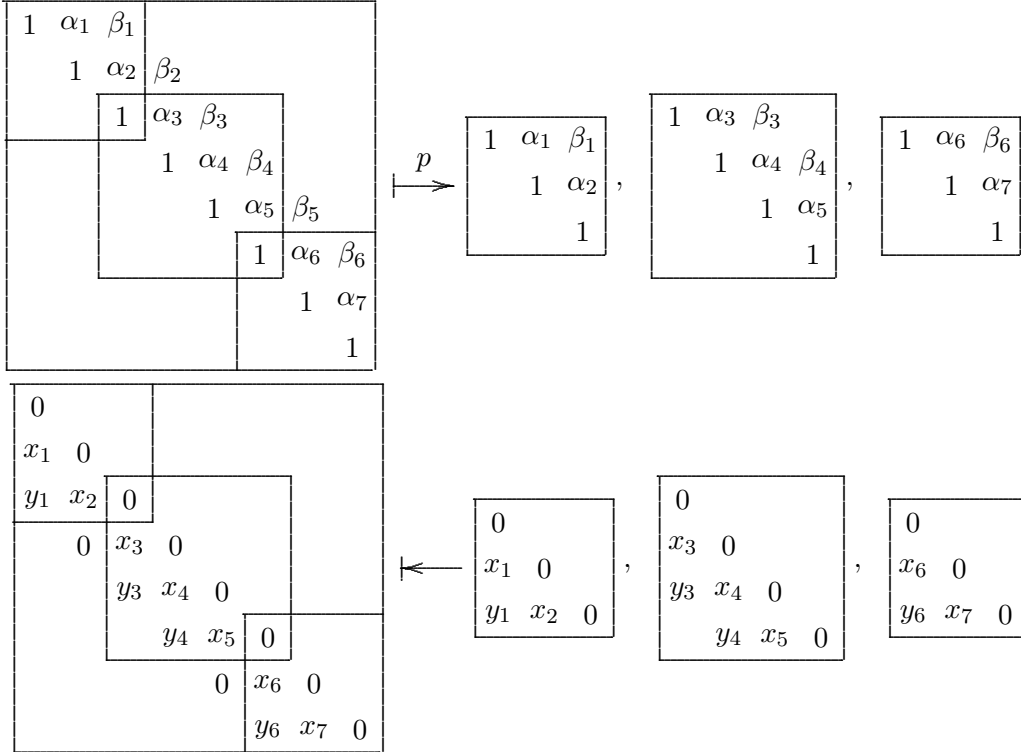 1 α₁ β₁
1 α₂ β₂
1 α₃ β₃
1 α₄ β₄
1 α₅ β₅
1 α₆ β₆
1 α₇
1
p
1 α₁ β₁
1 α₂
1
,
1 α₃ β₃
1 α₄ β₄
1 α₅
1
,
1 α₆ β₆
1 α₇
1
0
x₁ 0
y₁ x₂ 0
0 x₃ 0
y₃ x₄ 0
y₄ x₅ 0
0 x₆ 0
y₆ x₇ 0
0
x₁ 0
y₁ x₂ 0
,
0
x₃ 0
y₃ x₄ 0
y₄ x₅ 0
,
0
x₆ 0
y₆ x₇ 0